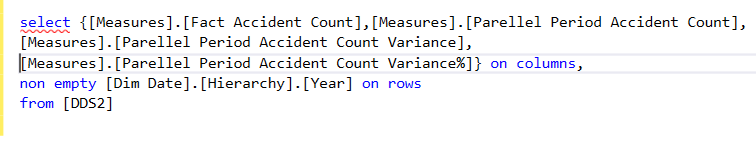 select {[Measures].[Fact Accident Count],[Measures].[Parellel Period Accident Count],
[Measures].[Parellel Period Accident Count Variance],
[Measures].[Parellel Period Accident Count Variance%]} on columns,
non empty [Dim Date].[Hierarchy].[Year] on rows
from [DDS2]